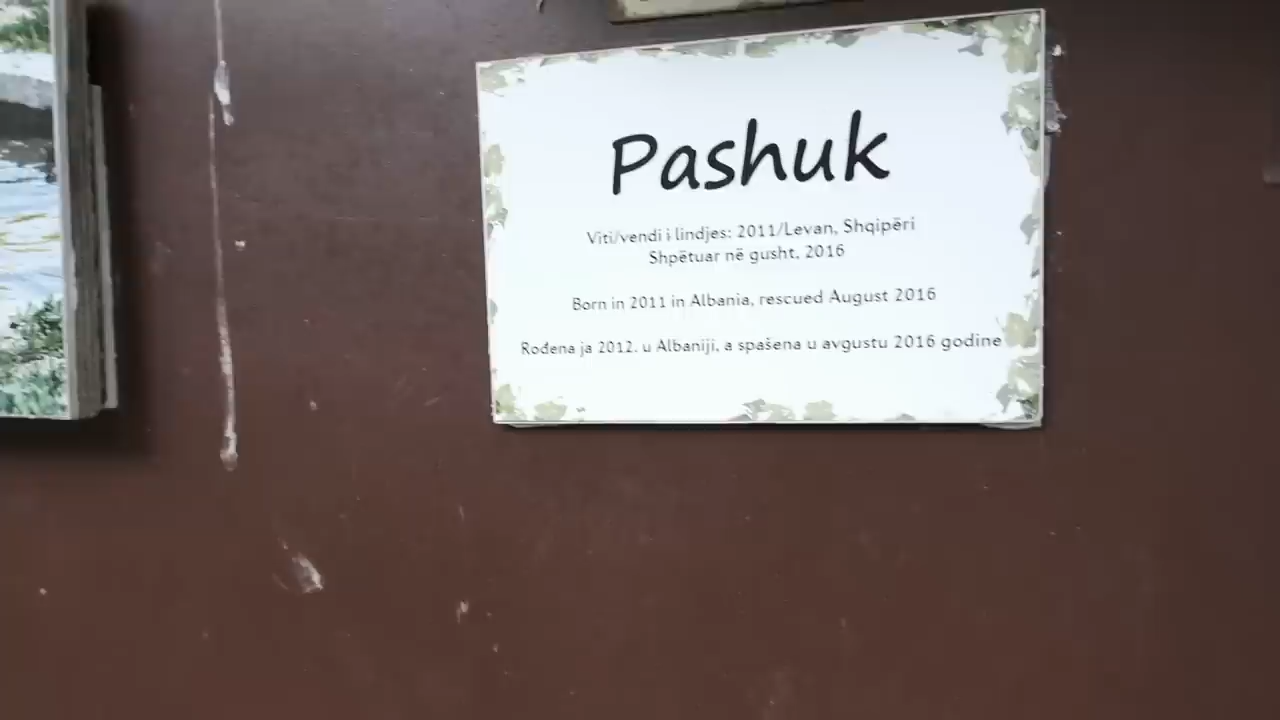 Pashuk
Viti/vendi i lindjes: 2011/Levan, Shqipëri
Shpëtuar në gusht, 2016
Born in 2011 in Albania, rescued August 2016
Rođena ja 2012. u Albaniji, a spašena u avgustu 2016 godine